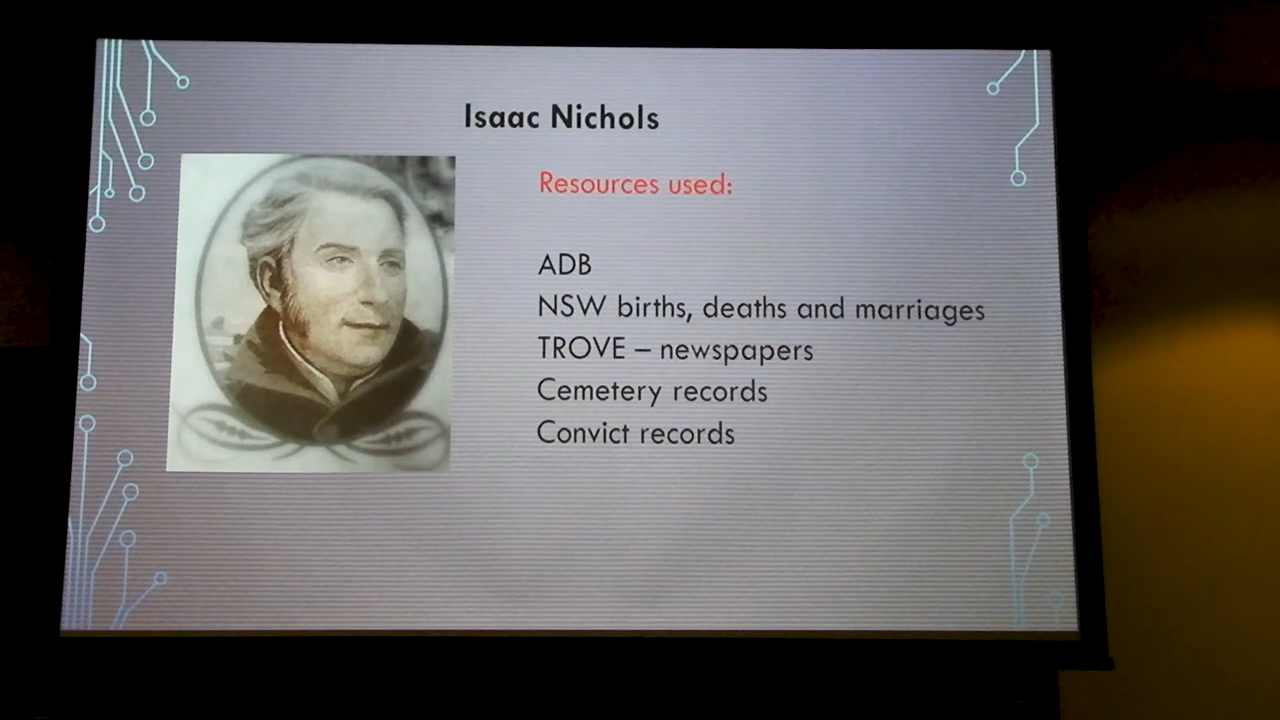 Isaac Nichols
Resources used:
ADB
NSW births, deaths and marriages
TROVE – newspapers
Cemetery records
Convict records